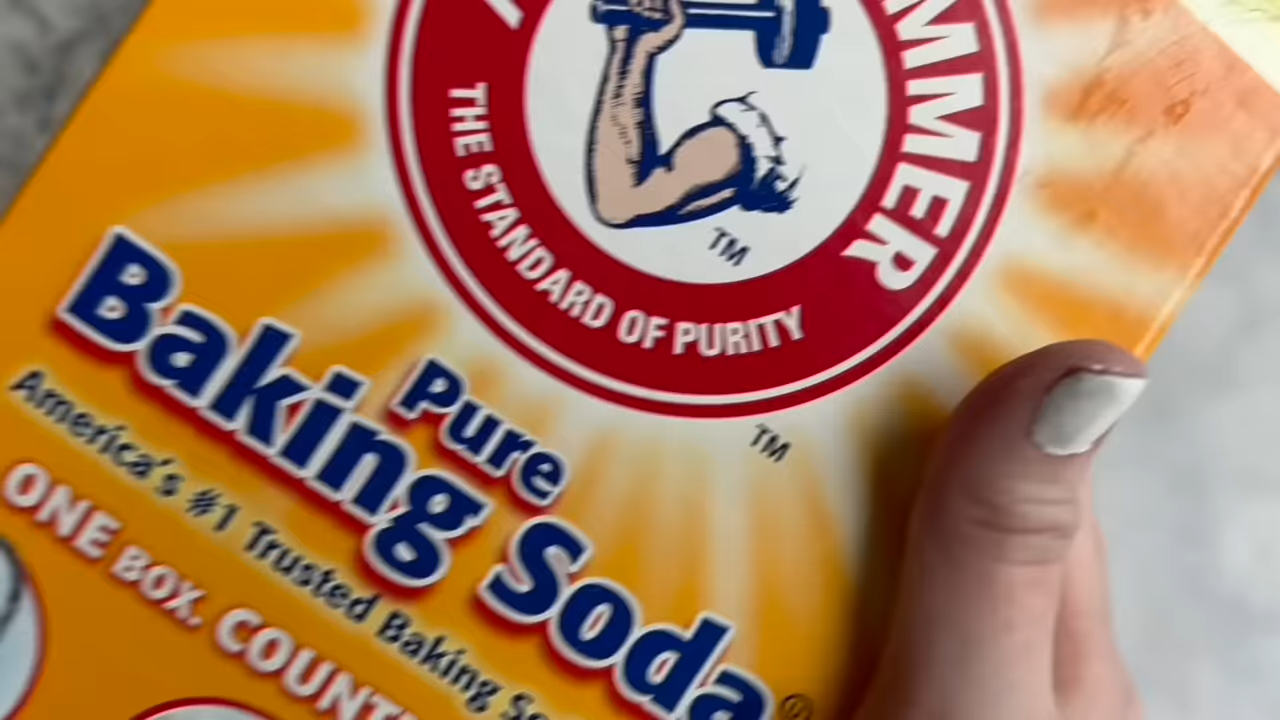 MMER
THE STANDARD OF PURITY
TM
TM
Pure
Baking Soda
America's #1 Trusted Baking
ONE BOX. COUNT